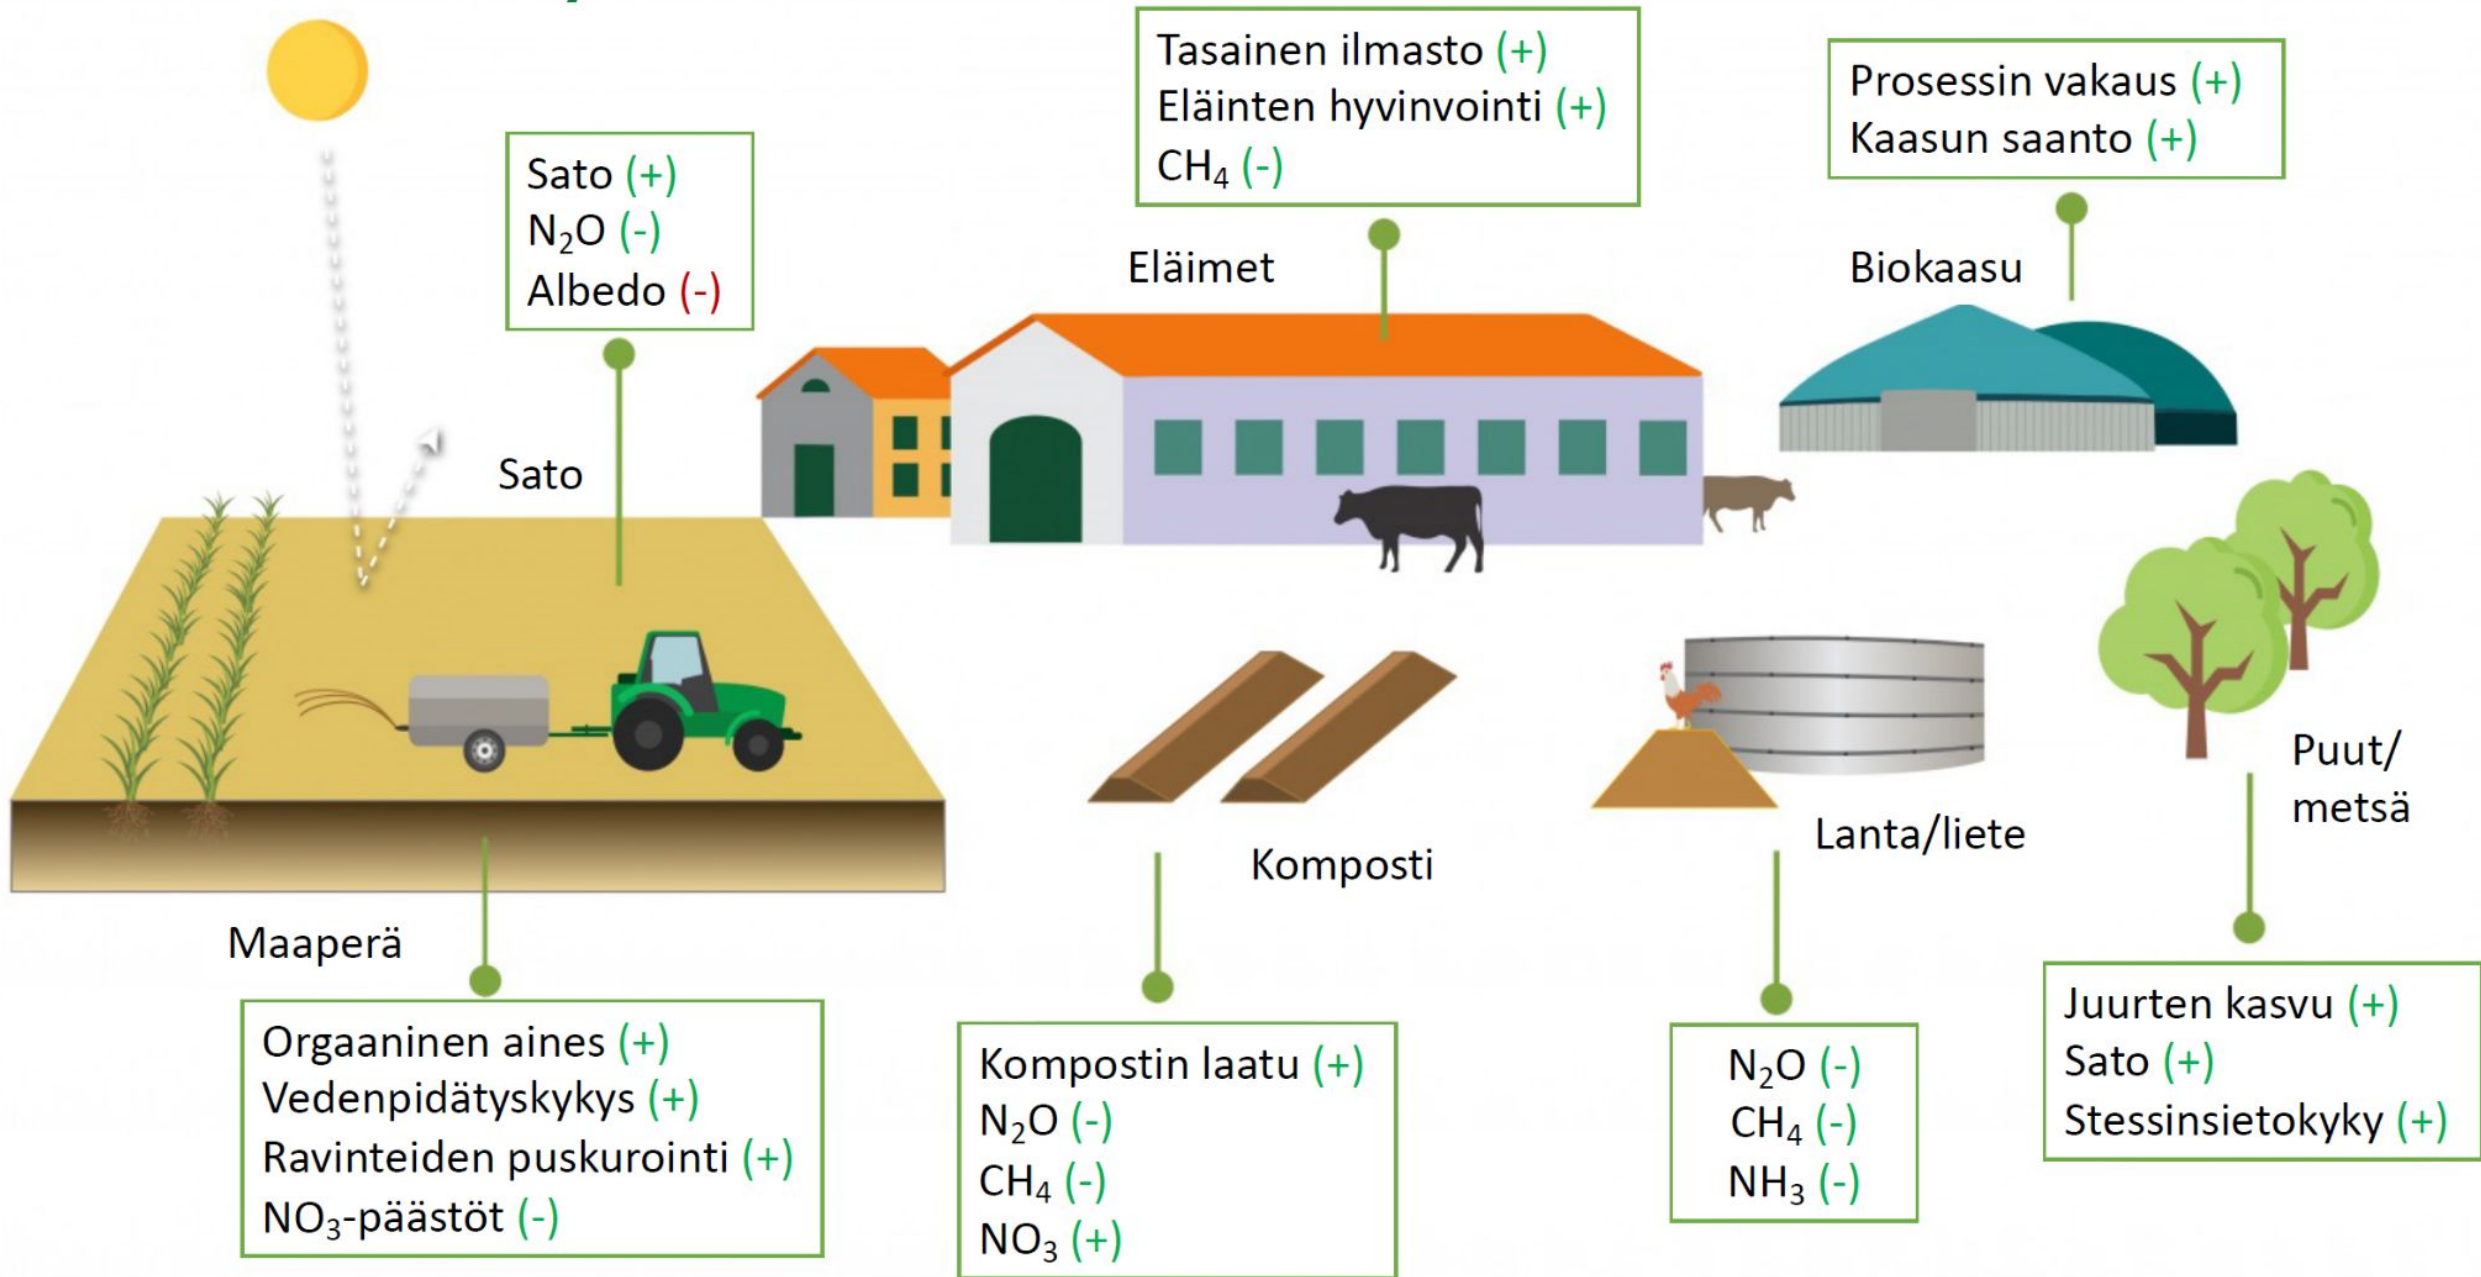 Tasainen ilmasto (+)
Eläinten hyvinvointi (+)
CH₄ (-)
Prosessin vakaus (+)
Kaasun saanto (+)
Sato (+)
N₂O (-)
Albedo (-)
Eläimet
Biokaasu
Sato
Puut/
metsä
Lanta/liete
Komposti
Maaperä
Orgaaninen aines (+)
Vedenpidätyskykys (+)
Ravinteiden puskurointi (+)
NO₃-päästöt (-)
Kompostin laatu (+)
N₂O (-)
CH₄ (-)
NO₃ (+)
N₂O (-)
CH₄ (-)
NH₃ (-)
Juurten kasvu (+)
Sato (+)
Stessinsietokyky (+)